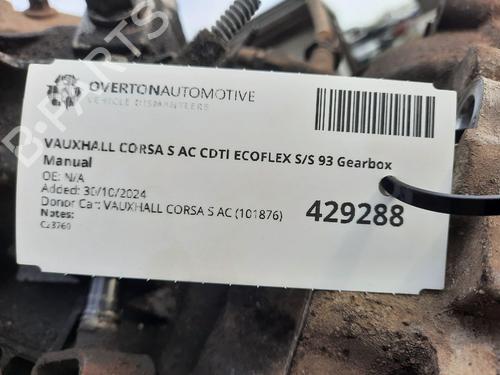 OVERTONAUTOMOTIVE
VEHICLE DISMANTLERS
VAUXHALL CORSA S AC CDTI ECOFLEX S/S 93 Gearbox
Manual
OE: N/A
Added: 30/10/2024
Donor Car: VAUXHALL CORSA S AC (101876)
Notes:
C23760
429288
B-PARTS